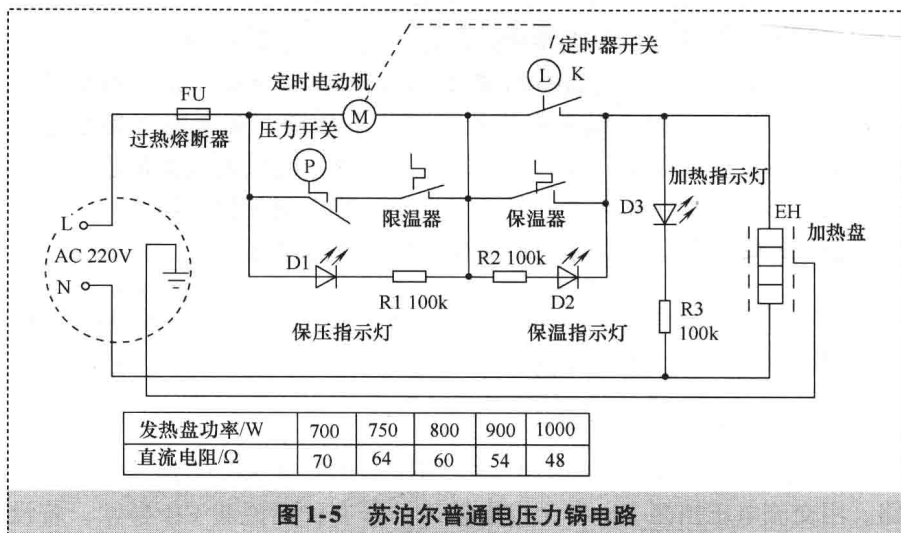 定时器开关
L K
定时电动机
FU
M
过热熔断器
压力开关
P
加热指示灯
限温器
保温器
D3
EH
L
加热盘
AC 220V
D1
R2 100k
N
R1 100k
D2
R3
100k
保压指示灯
保温指示灯
发热盘功率/W 700 750 800 900 1000
直流电阻/Ω 70 64 60 54 48
图 1-5 苏泊尔普通电压力锅电路